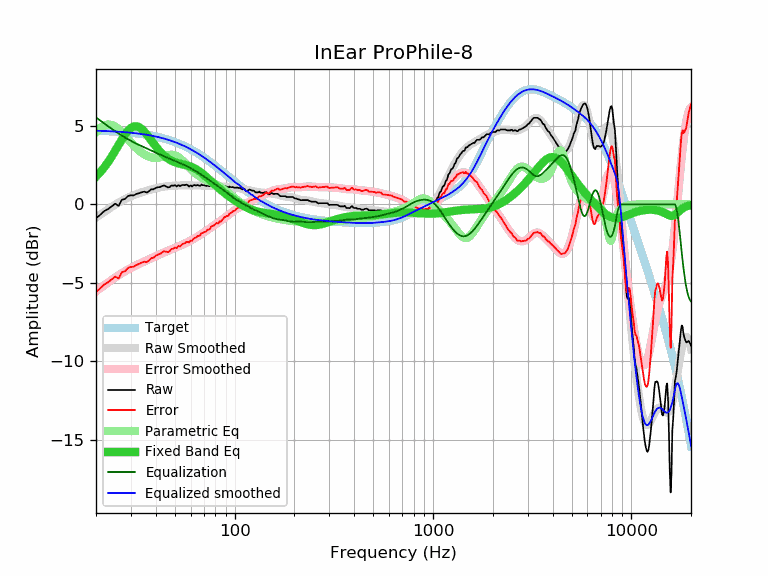 InEar ProPhile-8
Amplitude (dBr)
5
0
−5
−10
−15
Target
Raw Smoothed
Error Smoothed
Raw
Error
Parametric Eq
Fixed Band Eq
Equalization
Equalized smoothed
100
1000
10000
Frequency (Hz)